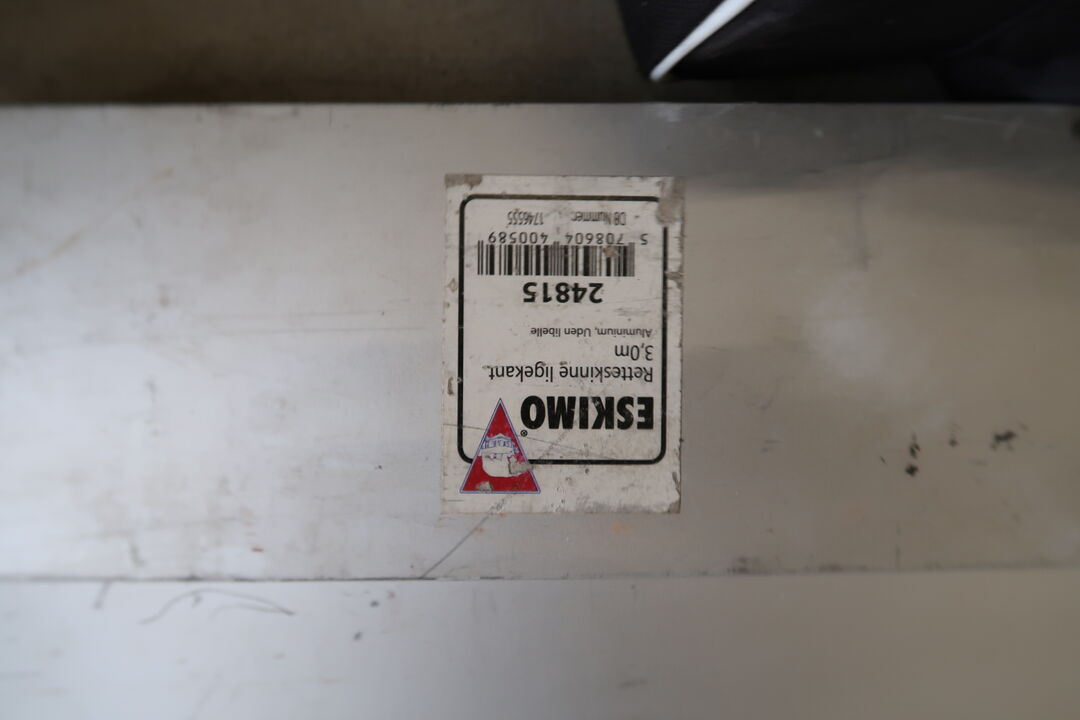 ESKIMO®
Retteskinne ligekant.
3,0m
Aluminium, Uden libelle
24815
5 708604 400589
DB Nummer: 1746555